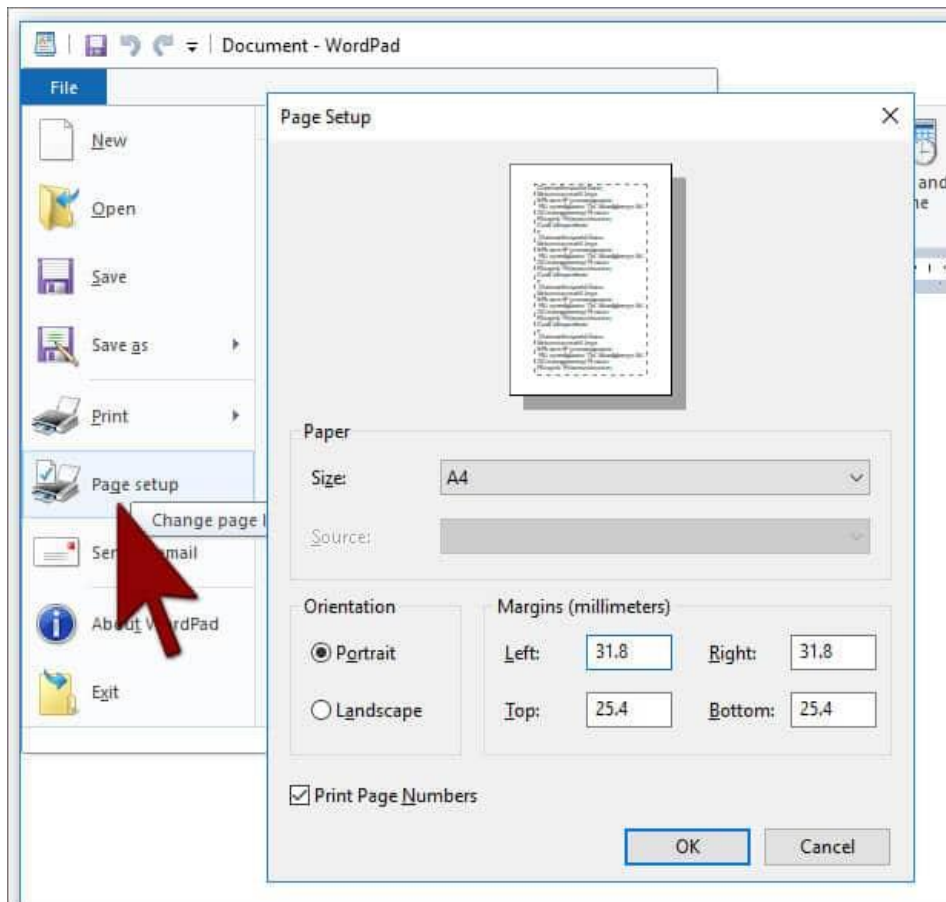 Document - WordPad
File
New
Open
Save
Save as
Print
Page setup
Change page
Se
mail
About W rdPad
Exit
and
Page Setup
Paper
Size:
A4
Source:
Orientation
Portrait
Landscape
Margins (millimeters)
Left:
31.8
Right:
31.8
Top:
25.4
Bottom:
25.4
Print Page Numbers
OK
Cancel